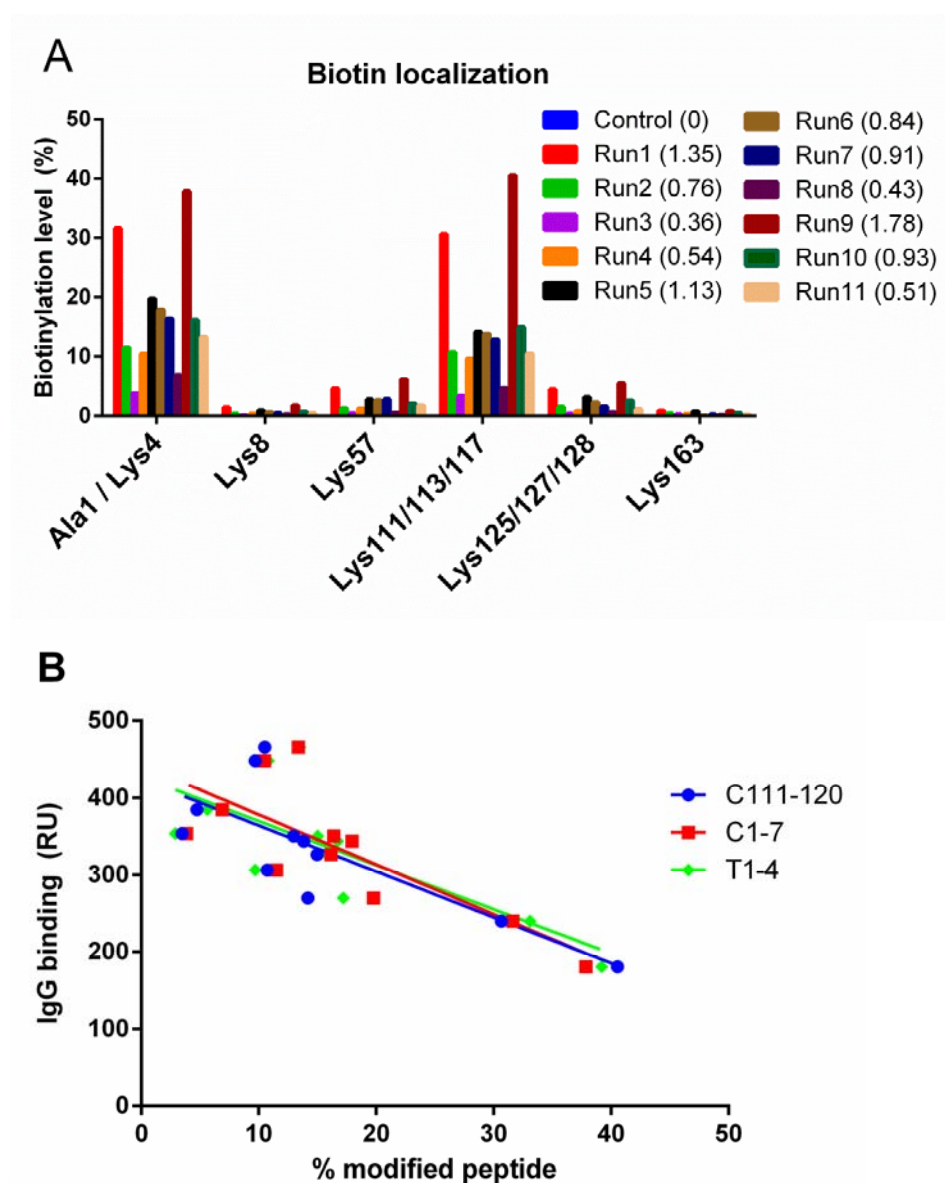 A
Biotin localization
Biotinylation level (%)
50
40
30
20
10
0
Control (0)
Run1 (1.35)
Run2 (0.76)
Run3 (0.36)
Run4 (0.54)
Run5 (1.13)
Run6 (0.84)
Run7 (0.91)
Run8 (0.43)
Run9 (1.78)
Run10 (0.93)
Run11 (0.51)
Ala1 / Lys4
Lys8
Lys57
Lys111/113/117
Lys125/127/128
Lys163
B
IgG binding (RU)
500
400
300
200
100
0
C111-120
C1-7
T1-4
0 10 20 30 40 50
% modified peptide